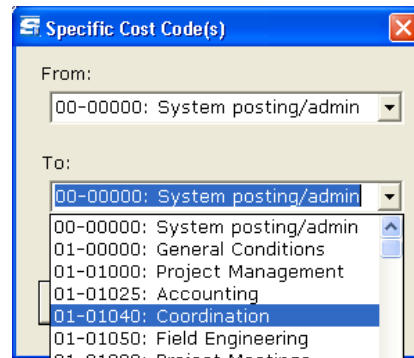 Specific Cost Code(s)
From:
00-00000: System posting/admin
To:
00-00000: System posting/admin
00-00000: System posting/admin
01-00000: General Conditions
01-01000: Project Management
01-01025: Accounting
01-01040: Coordination
01-01050: Field Engineering
Project Meetings